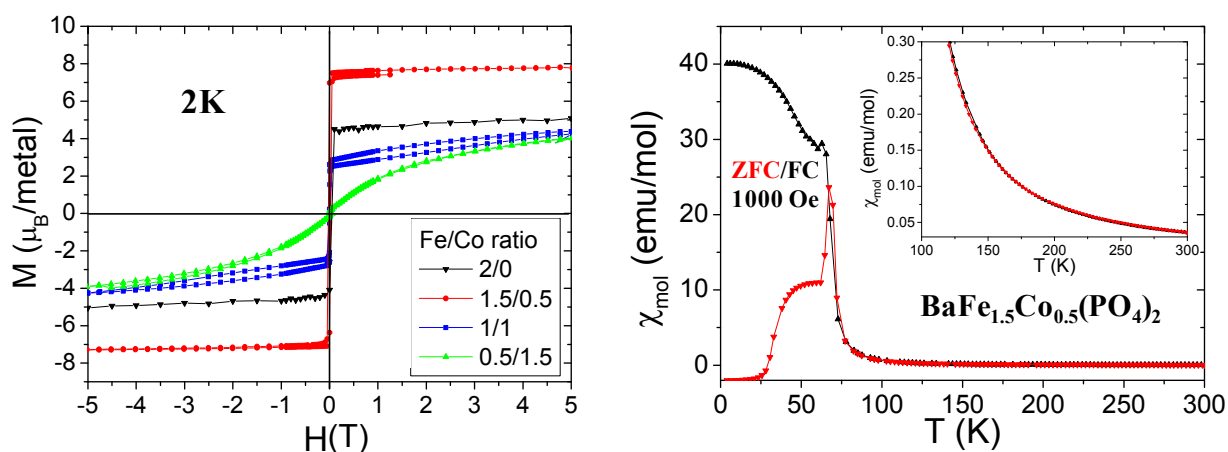 10
8
6
4
2
0
-2
-4
-6
-8
M (μB/metal)
2K
Fe/Co ratio
2/0
1.5/0.5
1/1
0.5/1.5
-5 -4 -3 -2 -1 0 1 2 3 4 5
H(T)
40
30
20
10
0
χmol (emu/mol)
ZFC/FC
1000 Oe
0.30
0.25
0.20
0.15
0.10
0.05
χmol (emu/mol)
100 150 200 250 300
T (K)
BaFe1.5Co0.5(PO4)2
0 50 100 150 200 250 300
T (K)